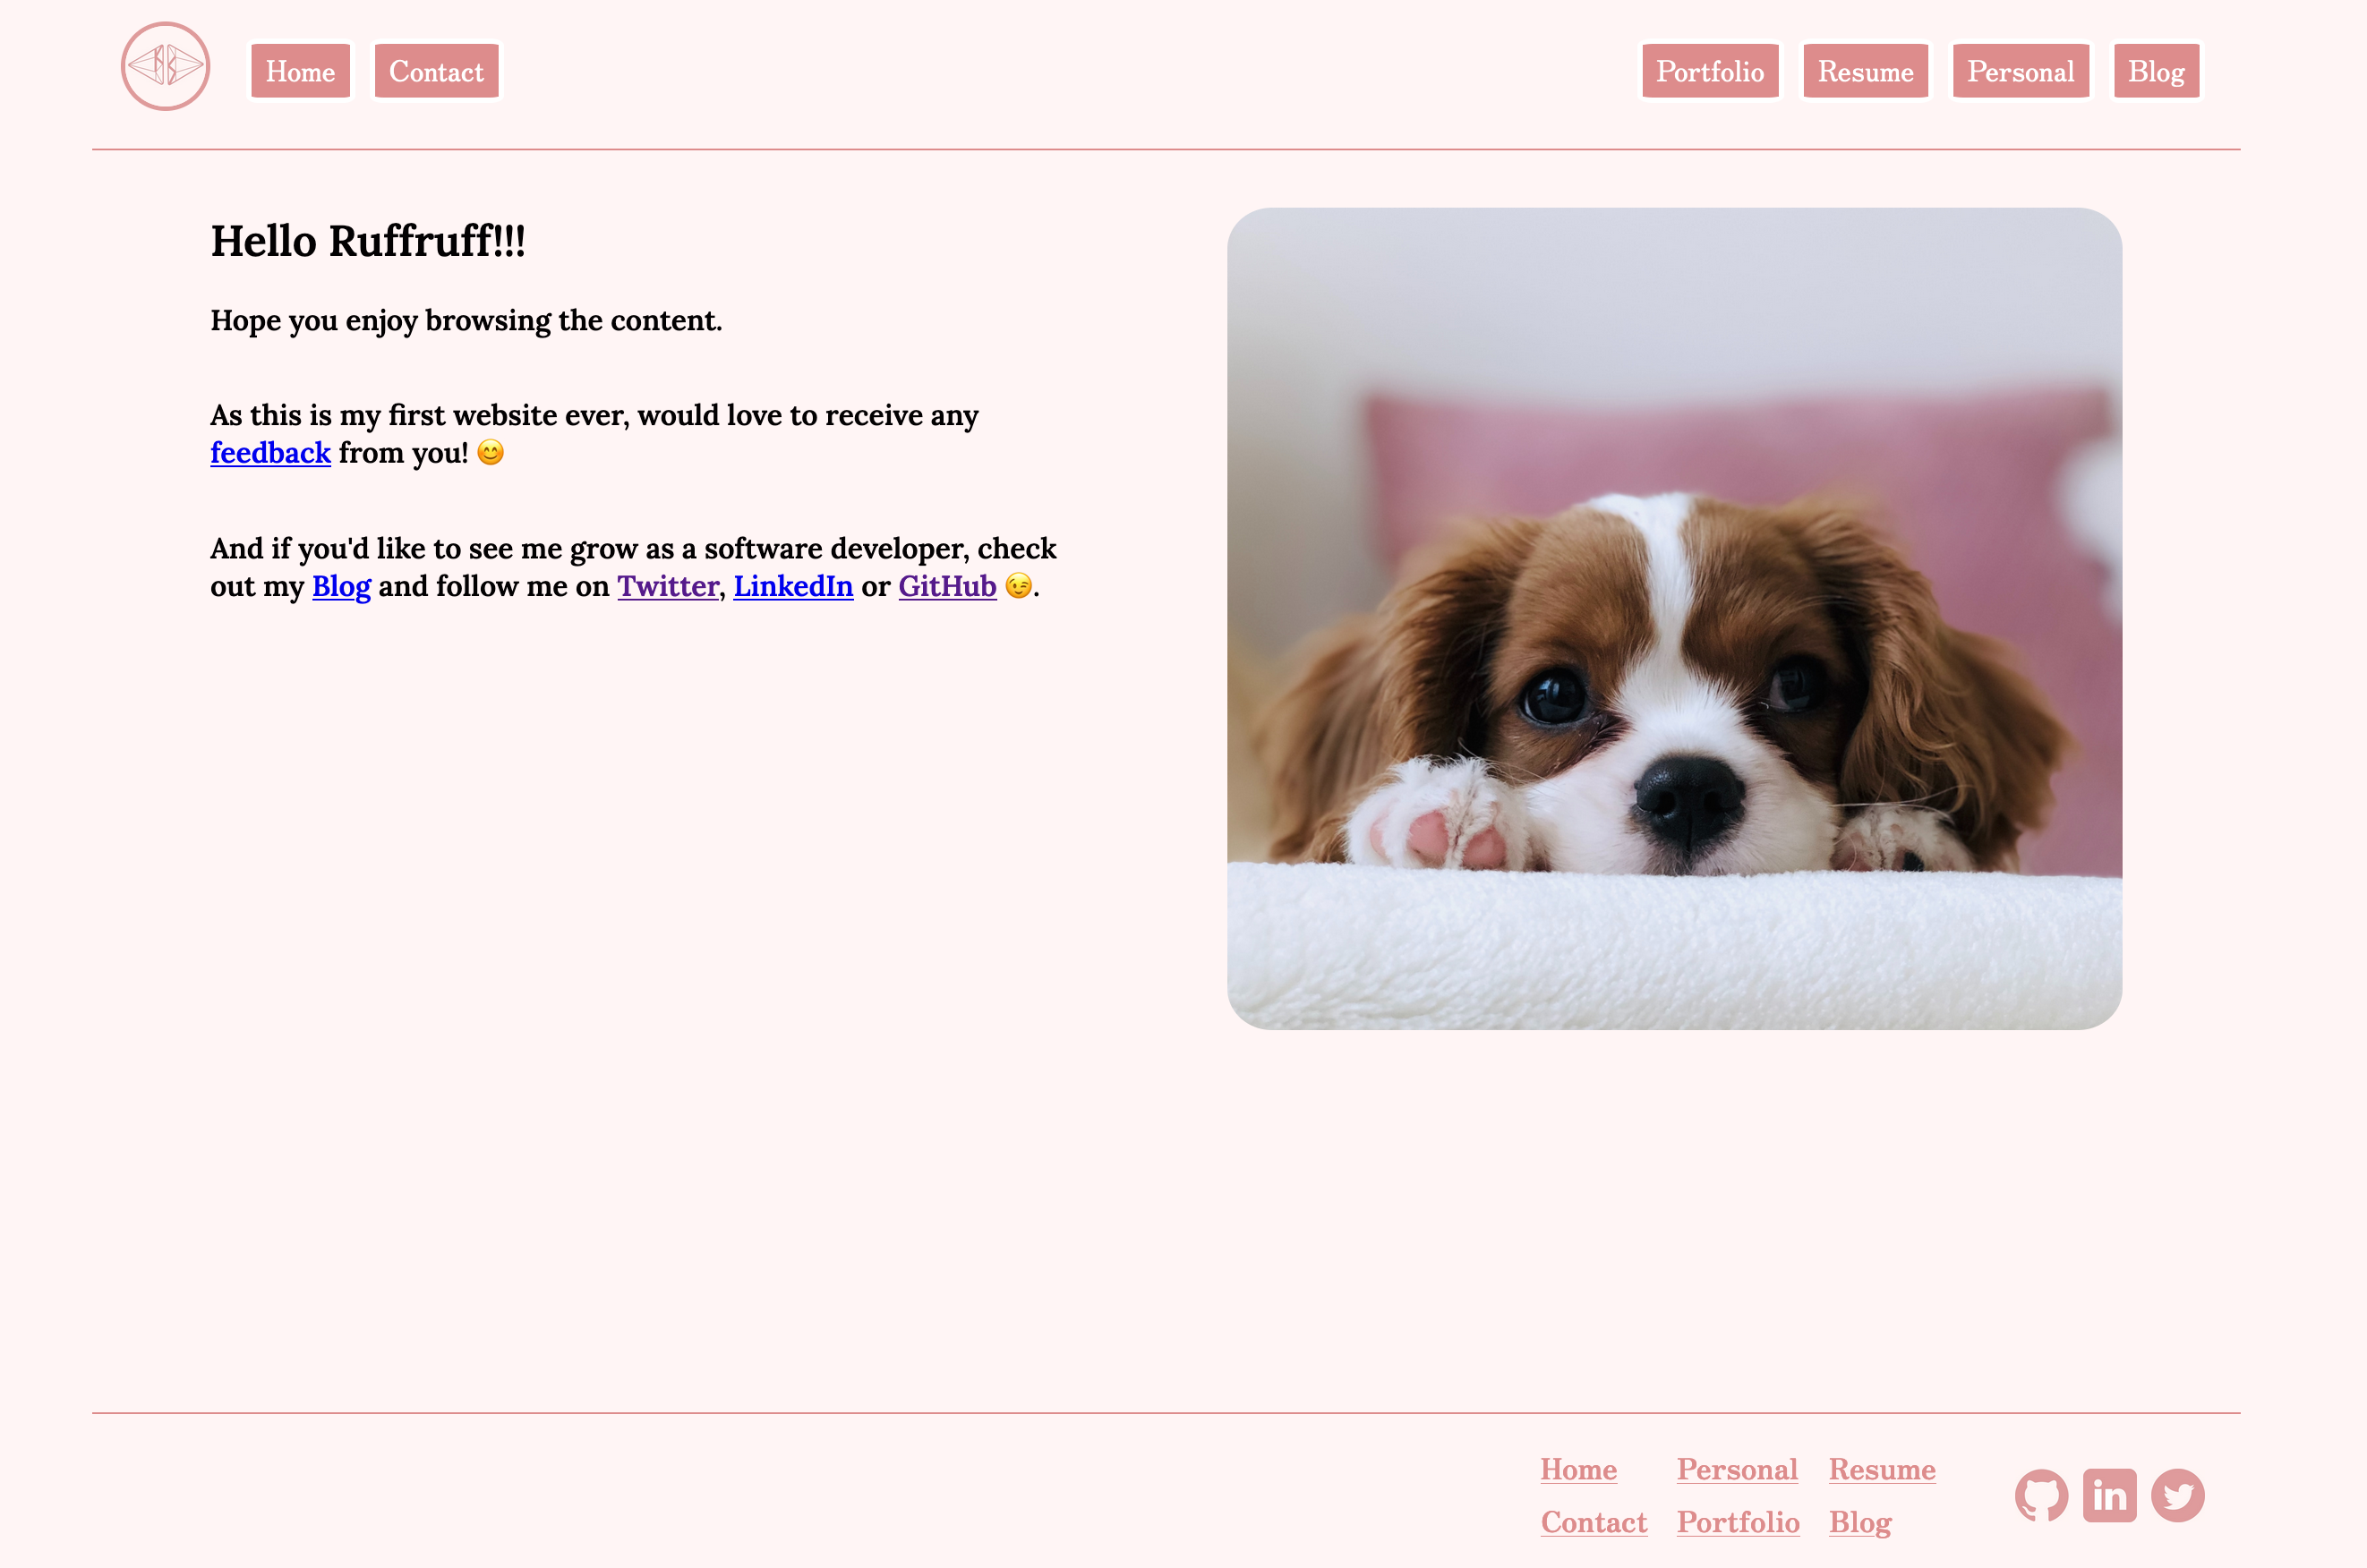 Home Contact Portfolio Resume Personal Blog
Hello Ruffruff!!!
Hope you enjoy browsing the content.
As this is my first website ever, would love to receive any
feedback from you! 😊
And if you'd like to see me grow as a software developer, check
out my Blog and follow me on Twitter, LinkedIn or GitHub 😉.
Home Personal Resume
in
Contact Portfolio Blog